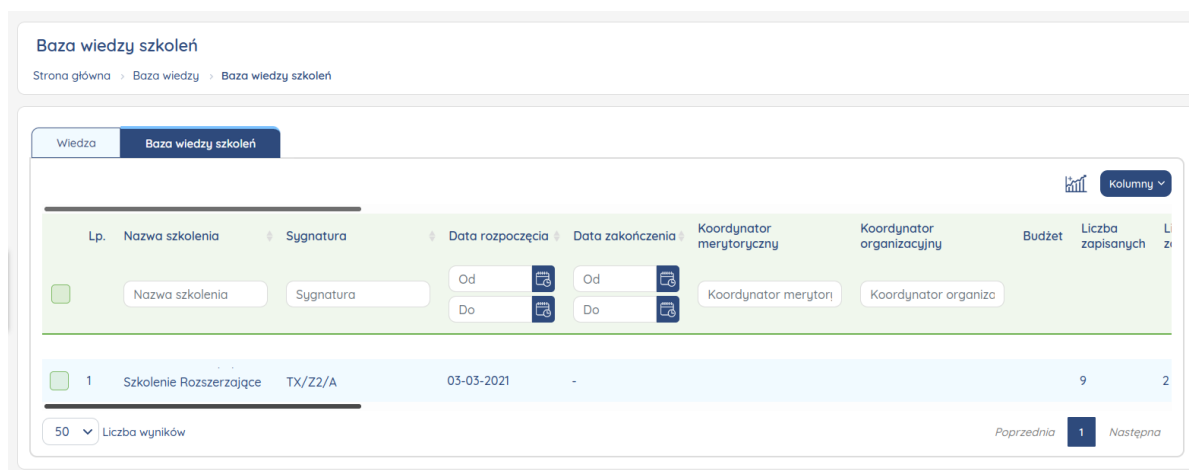 Baza wiedzy szkoleń
Strona główna > Baza wiedzy > Baza wiedzy szkoleń
Wiedza Baza wiedzy szkoleń
Kolumny
Lp. Nazwa szkolenia Sygnatura Data rozpoczęcia Data zakończenia Koordynator merytoryczny Koordynator organizacyjny Budżet Liczba zapisanych
Od Od
Nazwa szkolenia Sygnatura Koordynator merytory Koordynator organizac
Do Do
1 Szkolenie Rozszerzające TX/Z2/A 03-03-2021 - 9 2
50 Liczba wyników Poprzednia 1 Następna